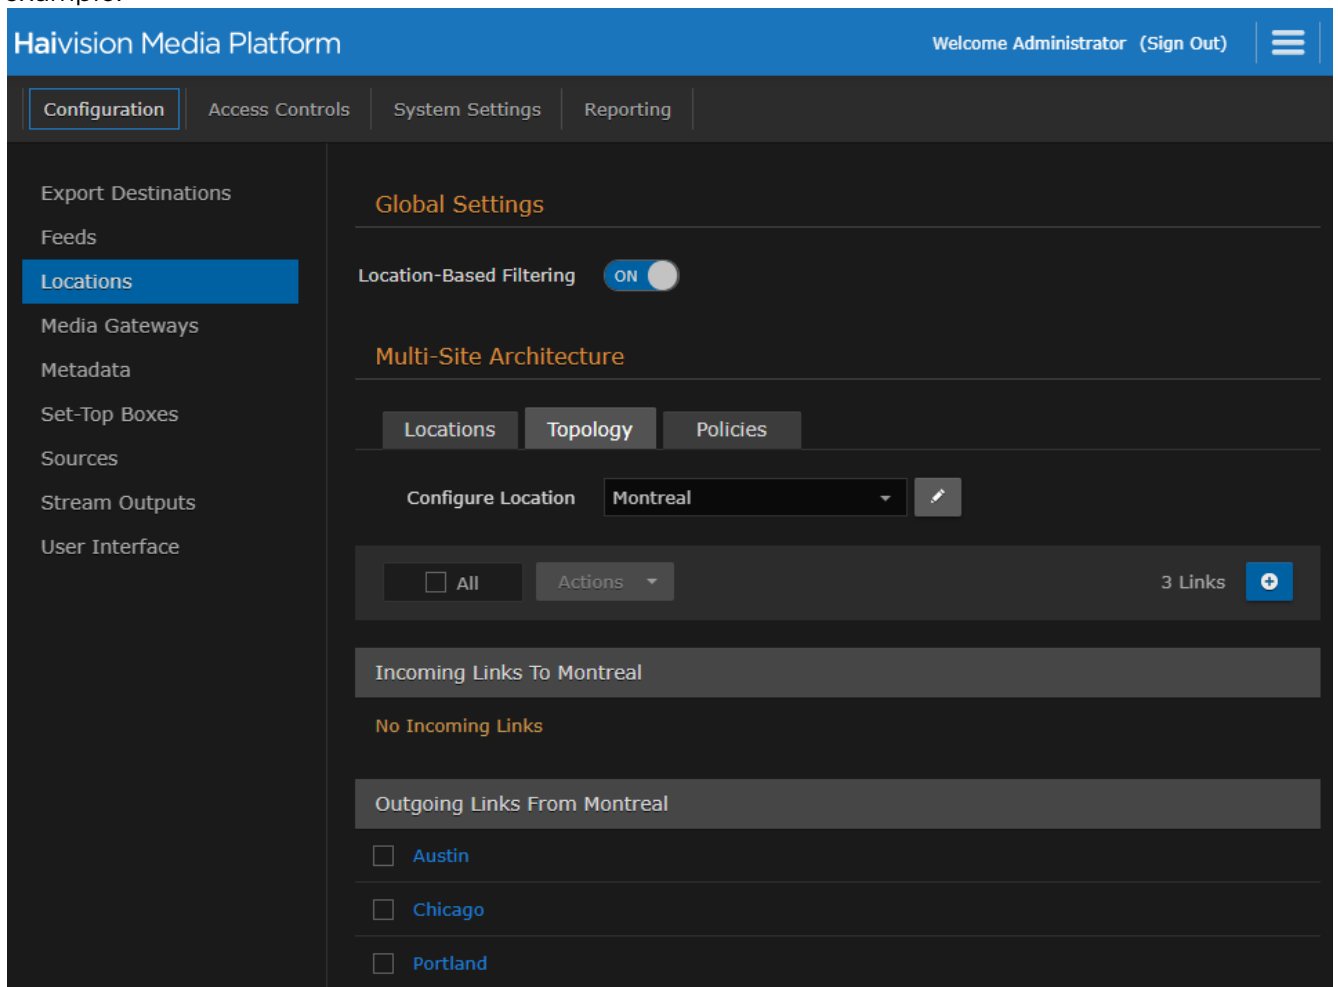 example:
Haivision Media Platform
Welcome Administrator (Sign Out)
Configuration Access Controls System Settings Reporting
Export Destinations
Feeds
Locations
Media Gateways
Metadata
Set-Top Boxes
Sources
Stream Outputs
User Interface
Global Settings
Location-Based Filtering ON
Multi-Site Architecture
Locations Topology Policies
Configure Location Montreal
All Actions 3 Links
Incoming Links To Montreal
No Incoming Links
Outgoing Links From Montreal
Austin
Chicago
Portland